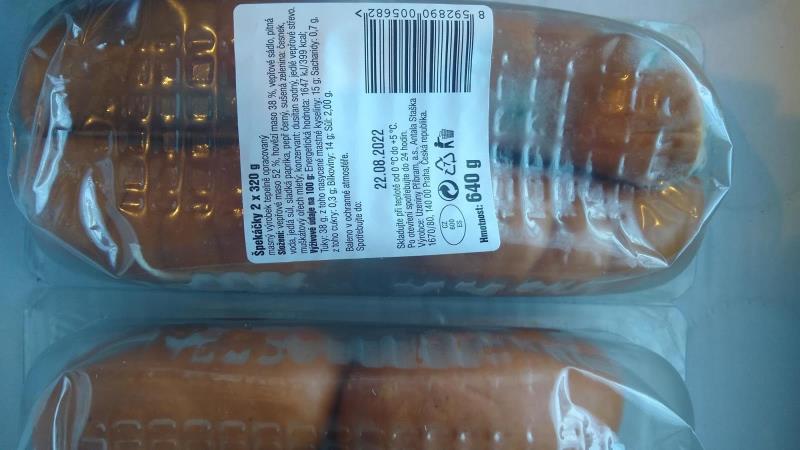 Špekáčky 2 x 320 g
masný výrobek tepelně opracovaný
Složení: vepřové maso 52 %, hovězí maso 38 %, vepřové sádlo, pitná
voda, jedlá sůl, sladká paprika, pepř černý, sušená zelenina: česnek,
muškátový ořech mletý, konzervant: dusitan sodný, jedlé vepřové střevo.
Výživové údaje na 100 g: Energetická hodnota: 1647 kJ/399 kcal;
Tuky: 38 g, z toho nasycené mastné kyseliny: 15 g; Sacharidy: 0,7 g,
z toho cukry: 0,3 g; Bílkoviny: 14 g; Sůl: 2,00 g.
Baleno v ochranné atmosféře.
Spotřebujte do:
22.08.2022
Skladujte při teplotě od 0 °C do +5 °C.
Po otevření spotřebujte do 24 hodin.
Výrobce: Uzeniny Příbram, a.s., Antala Staška
1670/80, 140 00 Praha, Česká republika.
CZ
600
ES
Hmotnost: 640 g
8 592890 005682 >